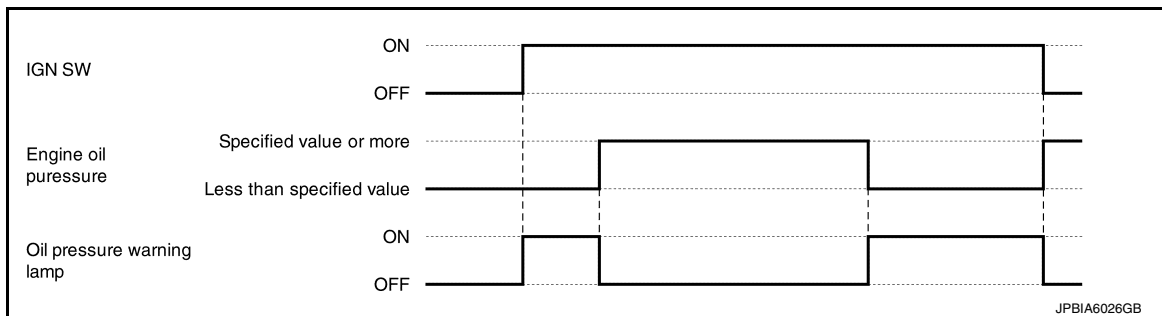 IGN SW
ON
OFF
Engine oil
puressure
Specified value or more
Less than specified value
Oil pressure warning
lamp
ON
OFF
JPBIA6026GB